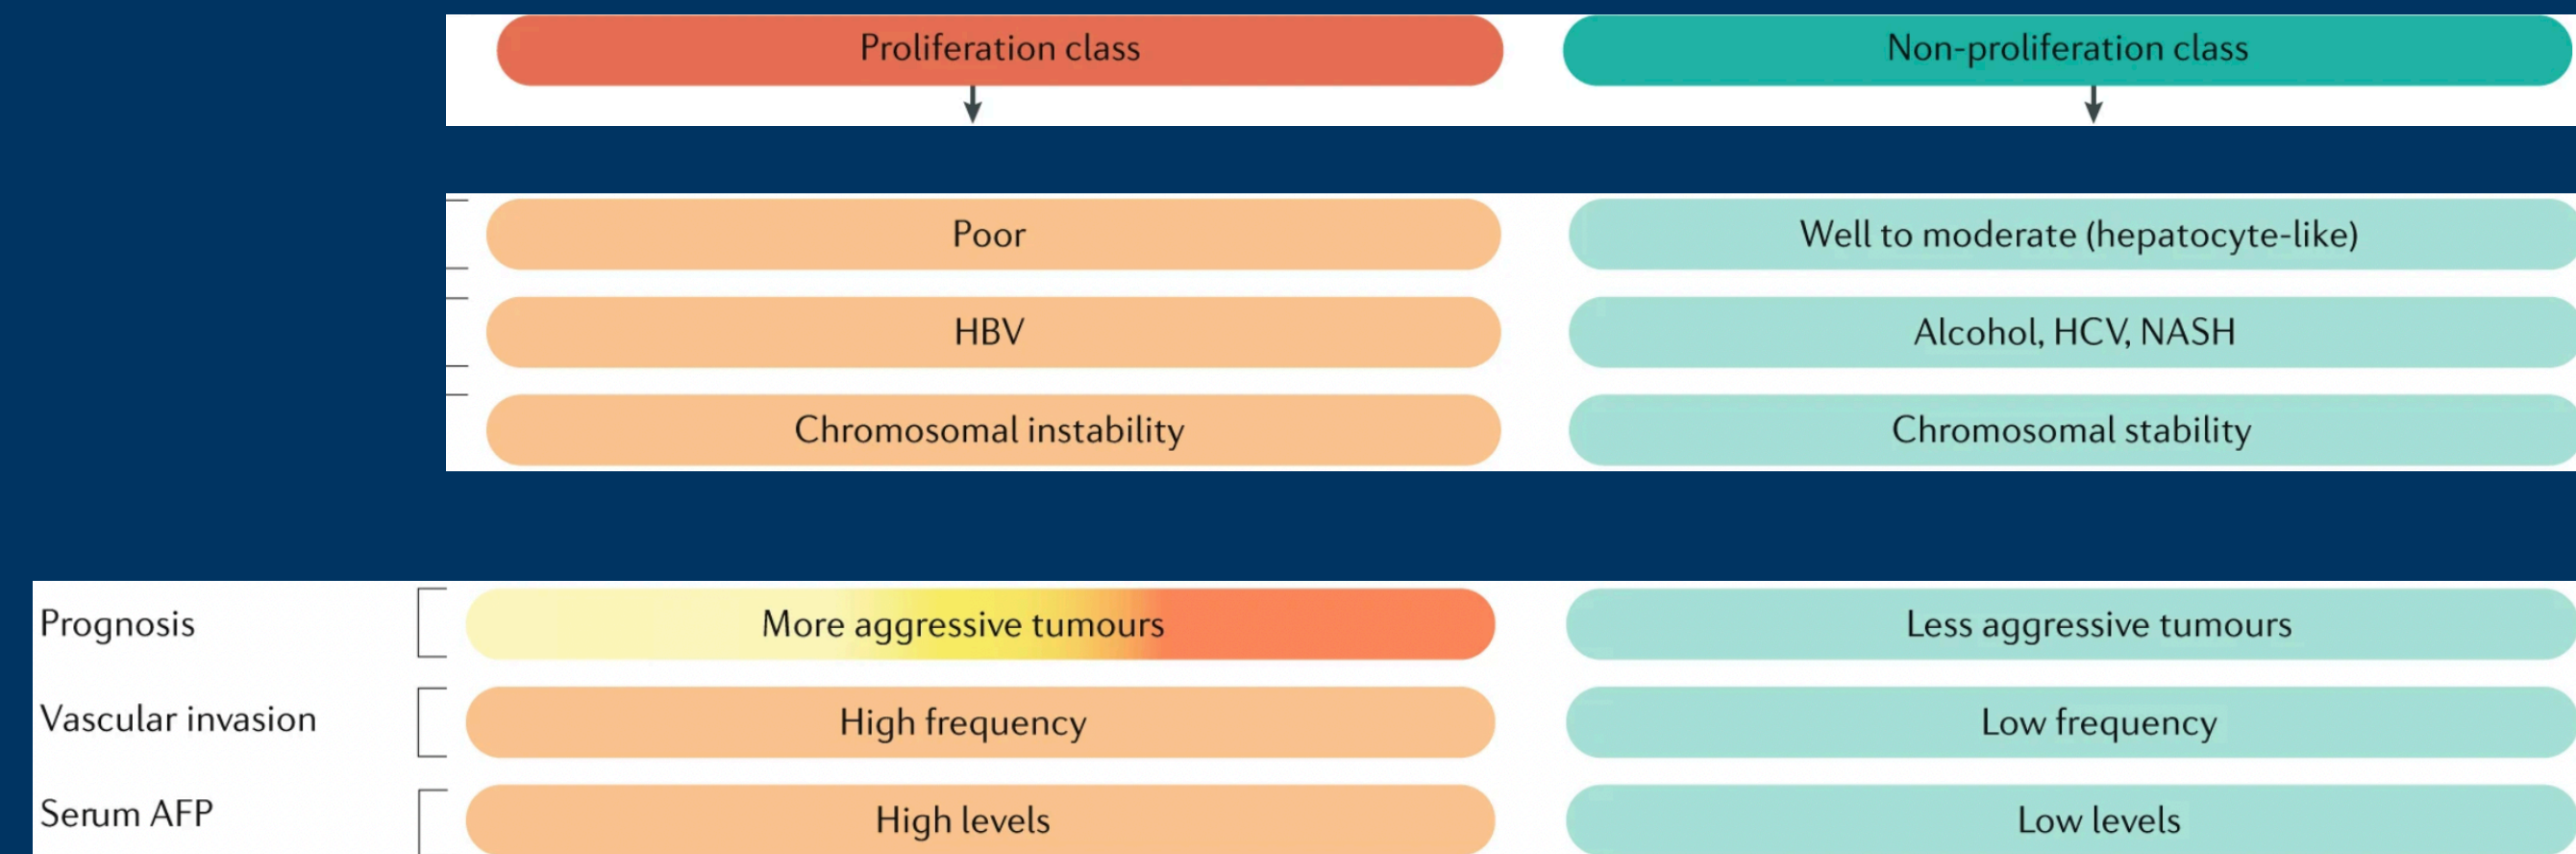 Proliferation class
Non-proliferation class
Poor
Well to moderate (hepatocyte-like)
HBV
Alcohol, HCV, NASH
Chromosomal instability
Chromosomal stability
Prognosis
More aggressive tumours
Less aggressive tumours
Vascular invasion
High frequency
Low frequency
Serum AFP
High levels
Low levels